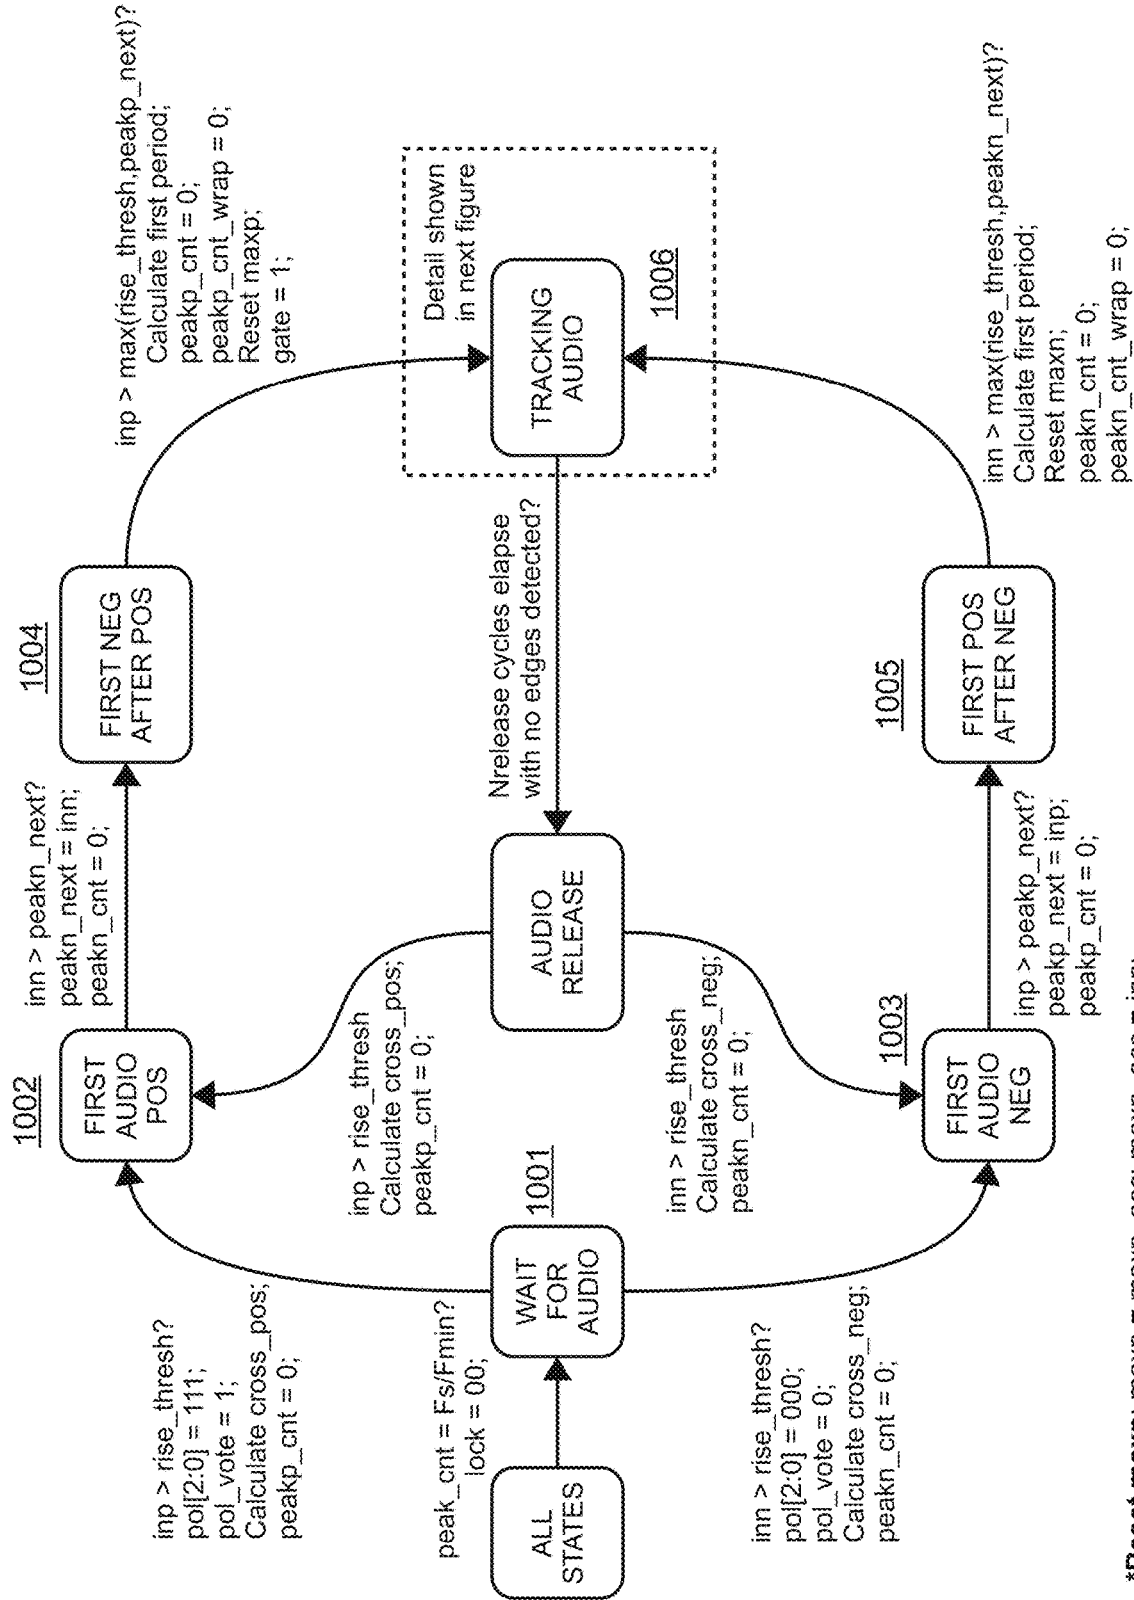 inp > rise_thresh?
pol[2:0] = 111;
pol_vote = 1;
Calculate cross_pos;
peakp_cnt = 0;
1002
FIRST
AUDIO
POS
inn > peakn_next?
peakn_next = inn;
peakn_cnt = 0;
1004
FIRST NEG
AFTER POS
inp > max(rise_thresh,peakp_next)?
Calculate first period;
peakp_cnt = 0;
peakp_cnt_wrap = 0;
Reset maxp;
gate = 1;
inp > rise_thresh
Calculate cross_pos;
peakp_cnt = 0;
peak_cnt = Fs/Fmin?
lock = 00;
ALL
STATES
1001
WAIT
FOR
AUDIO
AUDIO
RELEASE
Nrelease cycles elapse
with no edges detected?
Detail shown
in next figure
TRACKING
AUDIO
1006
inn > rise_thresh
Calculate cross_neg;
peakn_cnt = 0;
inn > rise_thresh?
pol[2:0] = 000;
pol_vote = 0;
Calculate cross_neg;
peakn_cnt = 0;
1003
FIRST
AUDIO
NEG
inp > peakp_next?
peakp_next = inp;
peakp_cnt = 0;
1005
FIRST POS
AFTER NEG
inn > max(rise_thresh,peakn_next)?
Calculate first period;
Reset maxn;
peakn_cnt = 0;
peakn_cnt_wrap = 0;